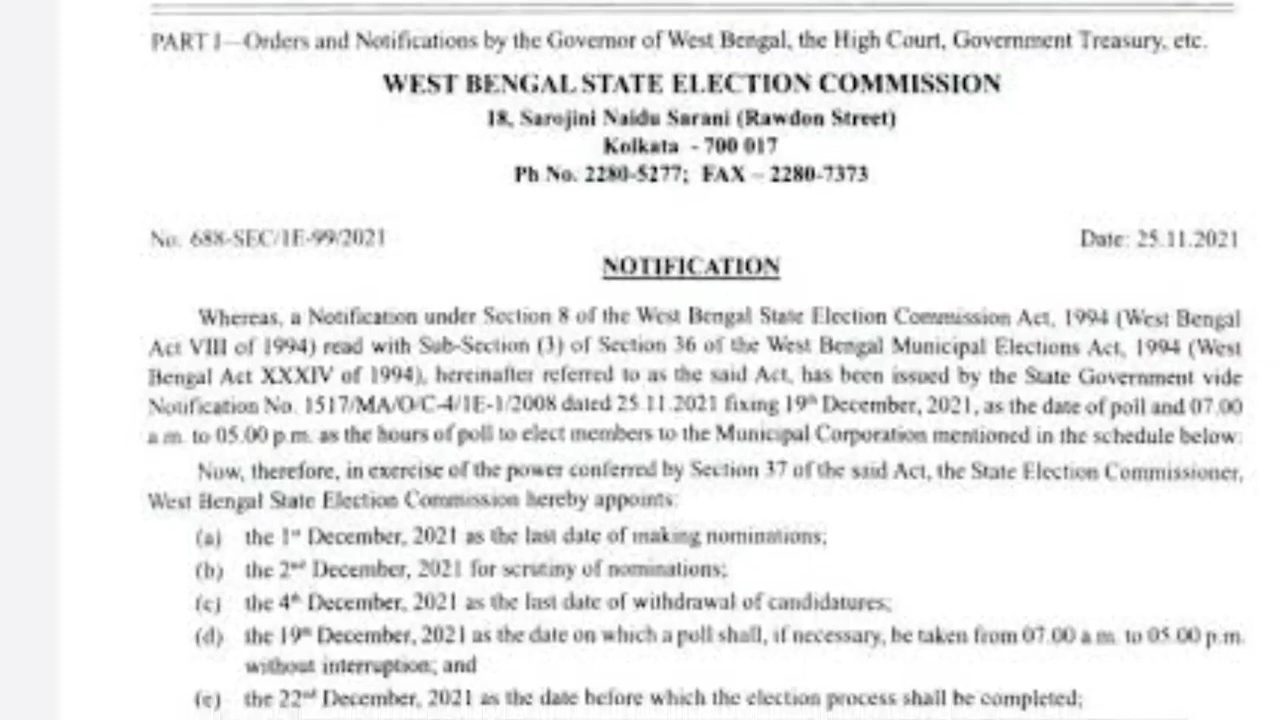 PART I—Orders and Notifications by the Governor of West Bengal, the High Court, Government Treasury, etc.
WEST BENGAL STATE ELECTION COMMISSION
18, Sarojini Naidu Sarani (Rawdon Street)
Kolkata - 700 017
Ph No. 2280-5277; FAX – 2280-7373
No. 688-SEC/1E-99/2021 Date: 25.11.2021
NOTIFICATION
Whereas, a Notification under Section 8 of the West Bengal State Election Commission Act, 1994 (West Bengal
Act VIII of 1994) read with Sub-Section (3) of Section 36 of the West Bengal Municipal Elections Act, 1994 (West
Bengal Act XXXIV of 1994), hereinafter referred to as the said Act, has been issued by the State Government vide
Notification No. 1517/MA/O/C-4/1E-1/2008 dated 25.11.2021 fixing 19th December, 2021, as the date of poll and 07.00
a.m. to 05.00 p.m. as the hours of poll to elect members to the Municipal Corporation mentioned in the schedule below:
Now, therefore, in exercise of the power conferred by Section 37 of the said Act, the State Election Commissioner,
West Bengal State Election Commission hereby appoints:
(a) the 1st December, 2021 as the last date of making nominations;
(b) the 2nd December, 2021 for scrutiny of nominations;
(c) the 4th December, 2021 as the last date of withdrawal of candidatures;
(d) the 19th December, 2021 as the date on which a poll shall, if necessary, be taken from 07.00 a.m. to 05.00 p.m.
without interruption; and
(e) the 22nd December, 2021 as the date before which the election process shall be completed;